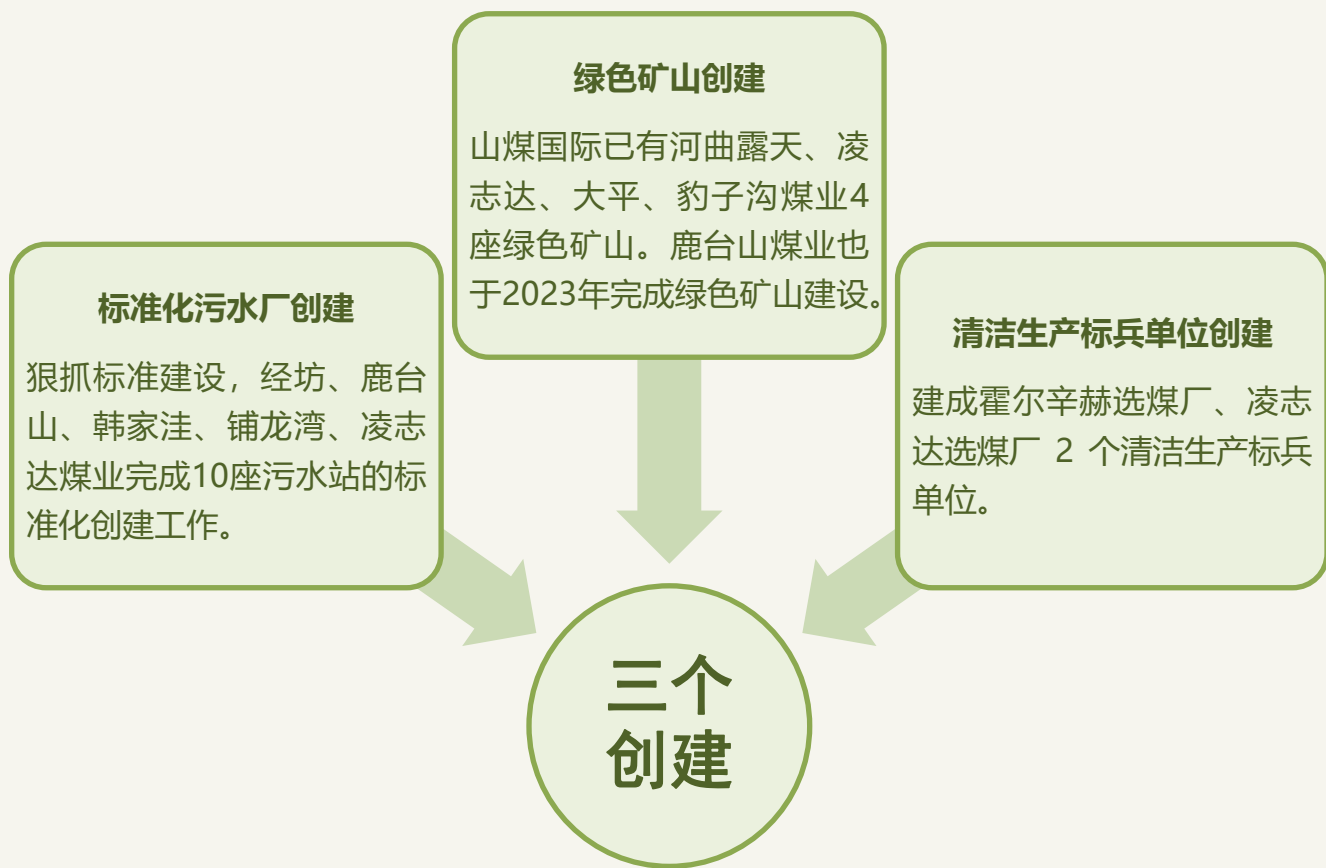 绿色矿山创建
山煤国际已有河曲露天、凌
志达、大平、豹子沟煤业4
座绿色矿山。鹿台山煤业也
于2023年完成绿色矿山建设。
标准化污水厂创建
狠抓标准建设，经坊、鹿台
山、韩家洼、铺龙湾、凌志
达煤业完成10座污水站的标
准化创建工作。
清洁生产标兵单位创建
建成霍尔辛赫选煤厂、凌志
达选煤厂 2 个清洁生产标兵
单位。
三个
创建